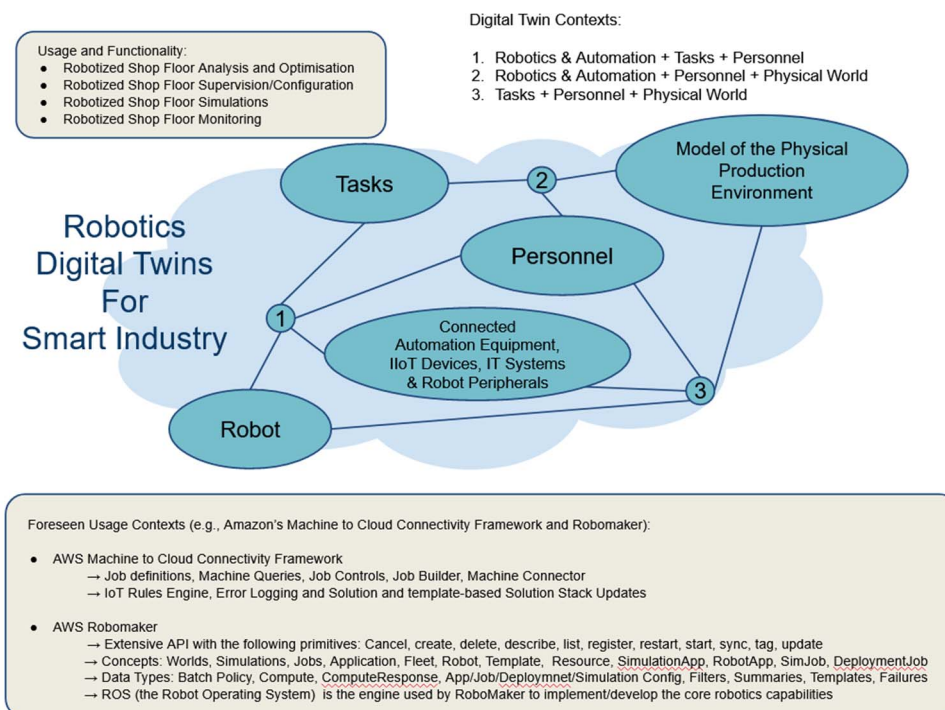 Usage and Functionality:
● Robotized Shop Floor Analysis and Optimisation
● Robotized Shop Floor Supervision/Configuration
● Robotized Shop Floor Simulations
● Robotized Shop Floor Monitoring
Digital Twin Contexts:
1. Robotics & Automation + Tasks + Personnel
2. Robotics & Automation + Personnel + Physical World
3. Tasks + Personnel + Physical World
Robotics
Digital Twins
For
Smart Industry
Tasks
2
Model of the Physical
Production
Environment
Personnel
1
Connected
Automation Equipment,
IIoT Devices, IT Systems
& Robot Peripherals
3
Robot
Foreseen Usage Contexts (e.g., Amazon's Machine to Cloud Connectivity Framework and Robomaker):
● AWS Machine to Cloud Connectivity Framework
→ Job definitions, Machine Queries, Job Controls, Job Builder, Machine Connector
→ IoT Rules Engine, Error Logging and Solution and template-based Solution Stack Updates
● AWS Robomaker
→ Extensive API with the following primitives: Cancel, create, delete, describe, list, register, restart, start, sync, tag, update
→ Concepts: Worlds, Simulations, Jobs, Application, Fleet, Robot, Template, Resource, SimulationApp, RobotApp, SimJob, DeploymentJob
→ Data Types: Batch Policy, Compute, ComputeResponse, App/Job/Deploymnet/Simulation Config, Filters, Summaries, Templates, Failures
→ ROS (the Robot Operating System) is the engine used by RoboMaker to implement/develop the core robotics capabilities